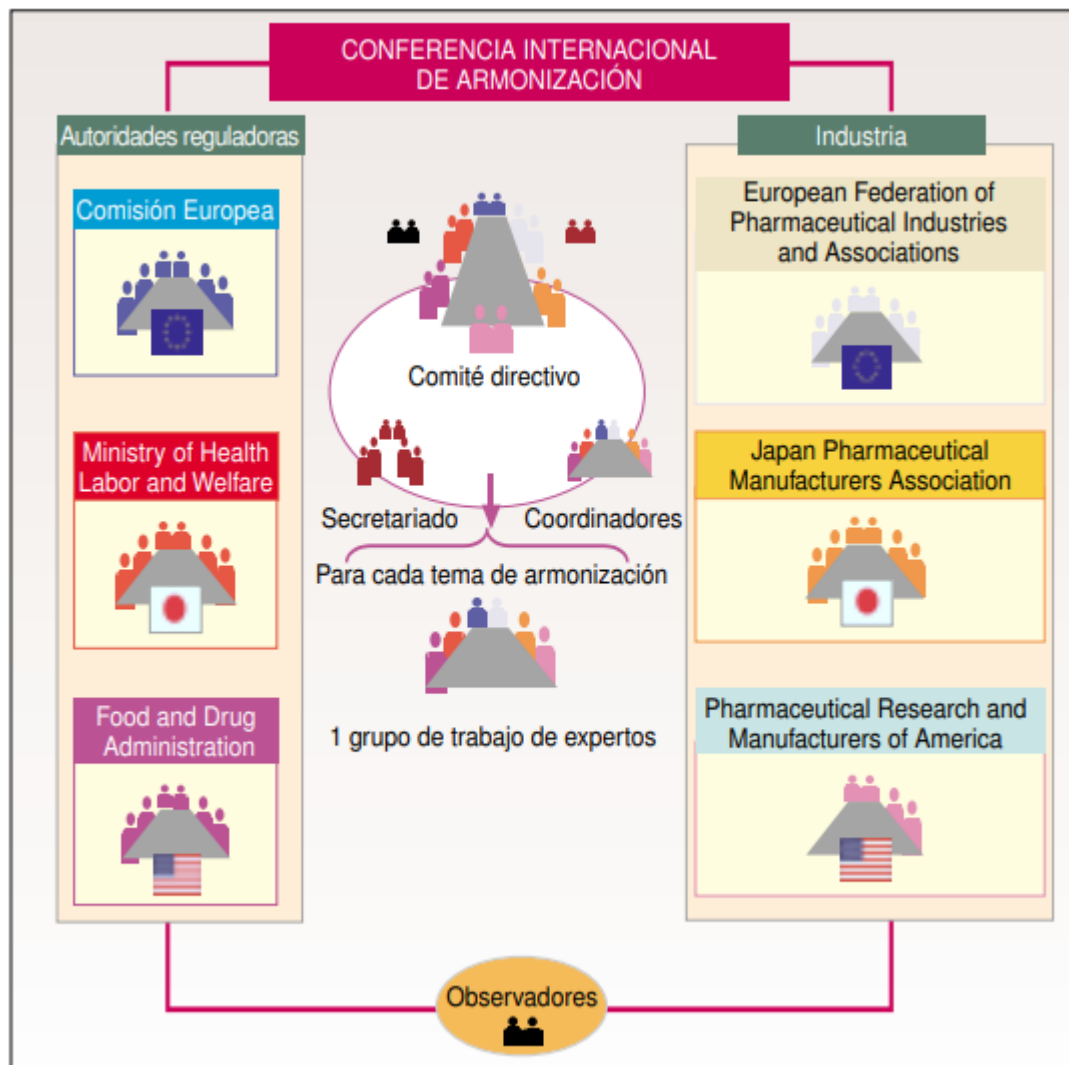 CONFERENCIA INTERNACIONAL
DE ARMONIZACIÓN
Autoridades reguladoras
Comisión Europea
Ministry of Health
Labor and Welfare
Food and Drug
Administration
Comité directivo
Secretariado
Coordinadores
Para cada tema de armonización
1 grupo de trabajo de expertos
Industria
European Federation of
Pharmaceutical Industries
and Associations
Japan Pharmaceutical
Manufacturers Association
Pharmaceutical Research and
Manufacturers of America
Observadores